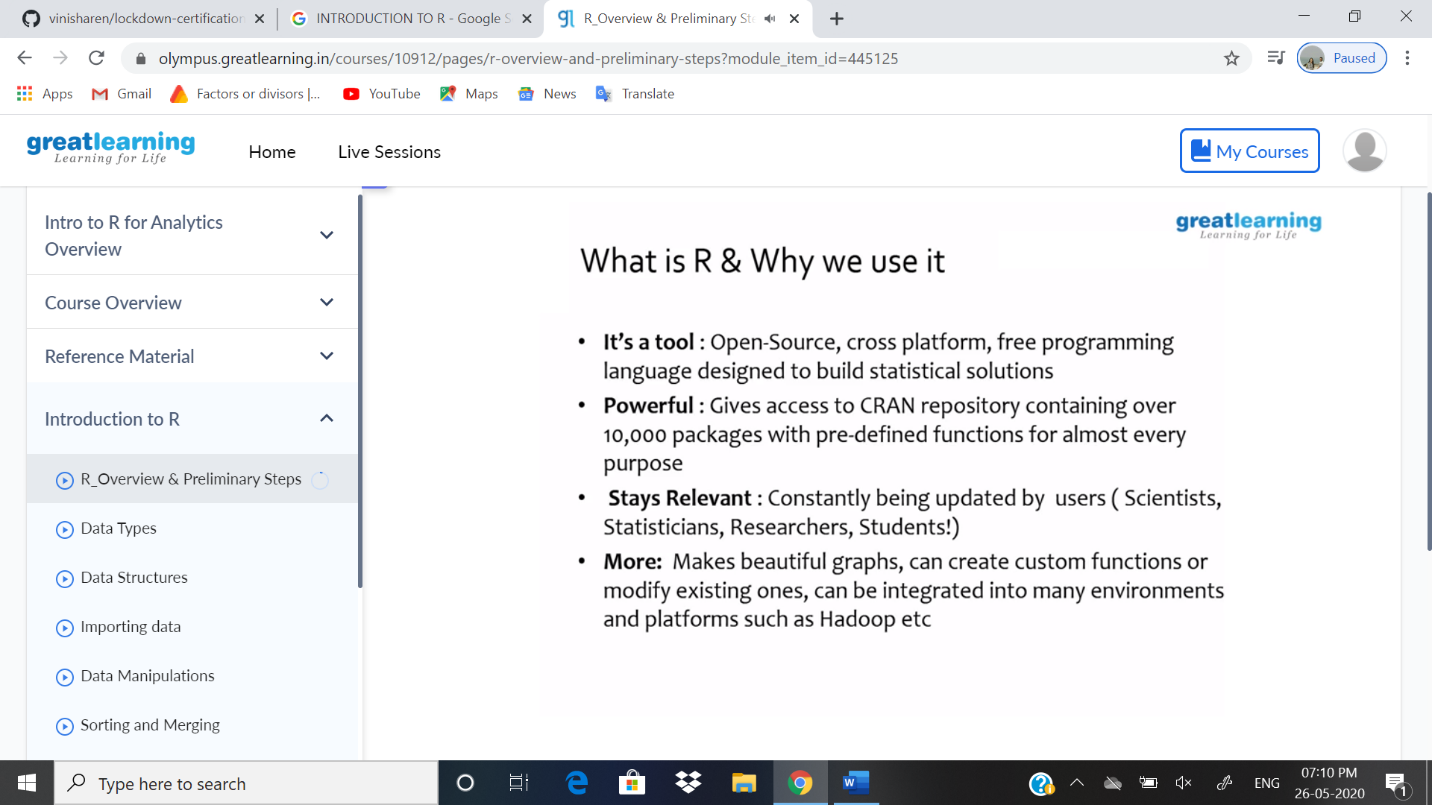 vinisharen/lockdown-certification
INTRODUCTION TO R - Google S
R_Overview & Preliminary Ste
olympus.greatlearning.in/courses/10912/pages/r-overview-and-preliminary-steps?module_item_id=445125
Paused
Apps
Gmail
Factors or divisors |...
YouTube
Maps
News
Translate
greatlearning
Learning for Life
Home
Live Sessions
My Courses
Intro to R for Analytics
Overview
Course Overview
Reference Material
Introduction to R
R_Overview & Preliminary Steps
Data Types
Data Structures
Importing data
Data Manipulations
Sorting and Merging
greatlearning
Learning for Life
What is R & Why we use it
• It's a tool : Open-Source, cross platform, free programming
language designed to build statistical solutions
• Powerful : Gives access to CRAN repository containing over
10,000 packages with pre-defined functions for almost every
purpose
• Stays Relevant : Constantly being updated by users ( Scientists,
Statisticians, Researchers, Students!)
• More: Makes beautiful graphs, can create custom functions or
modify existing ones, can be integrated into many environments
and platforms such as Hadoop etc
Type here to search
ENG
07:10 PM
26-05-2020
1